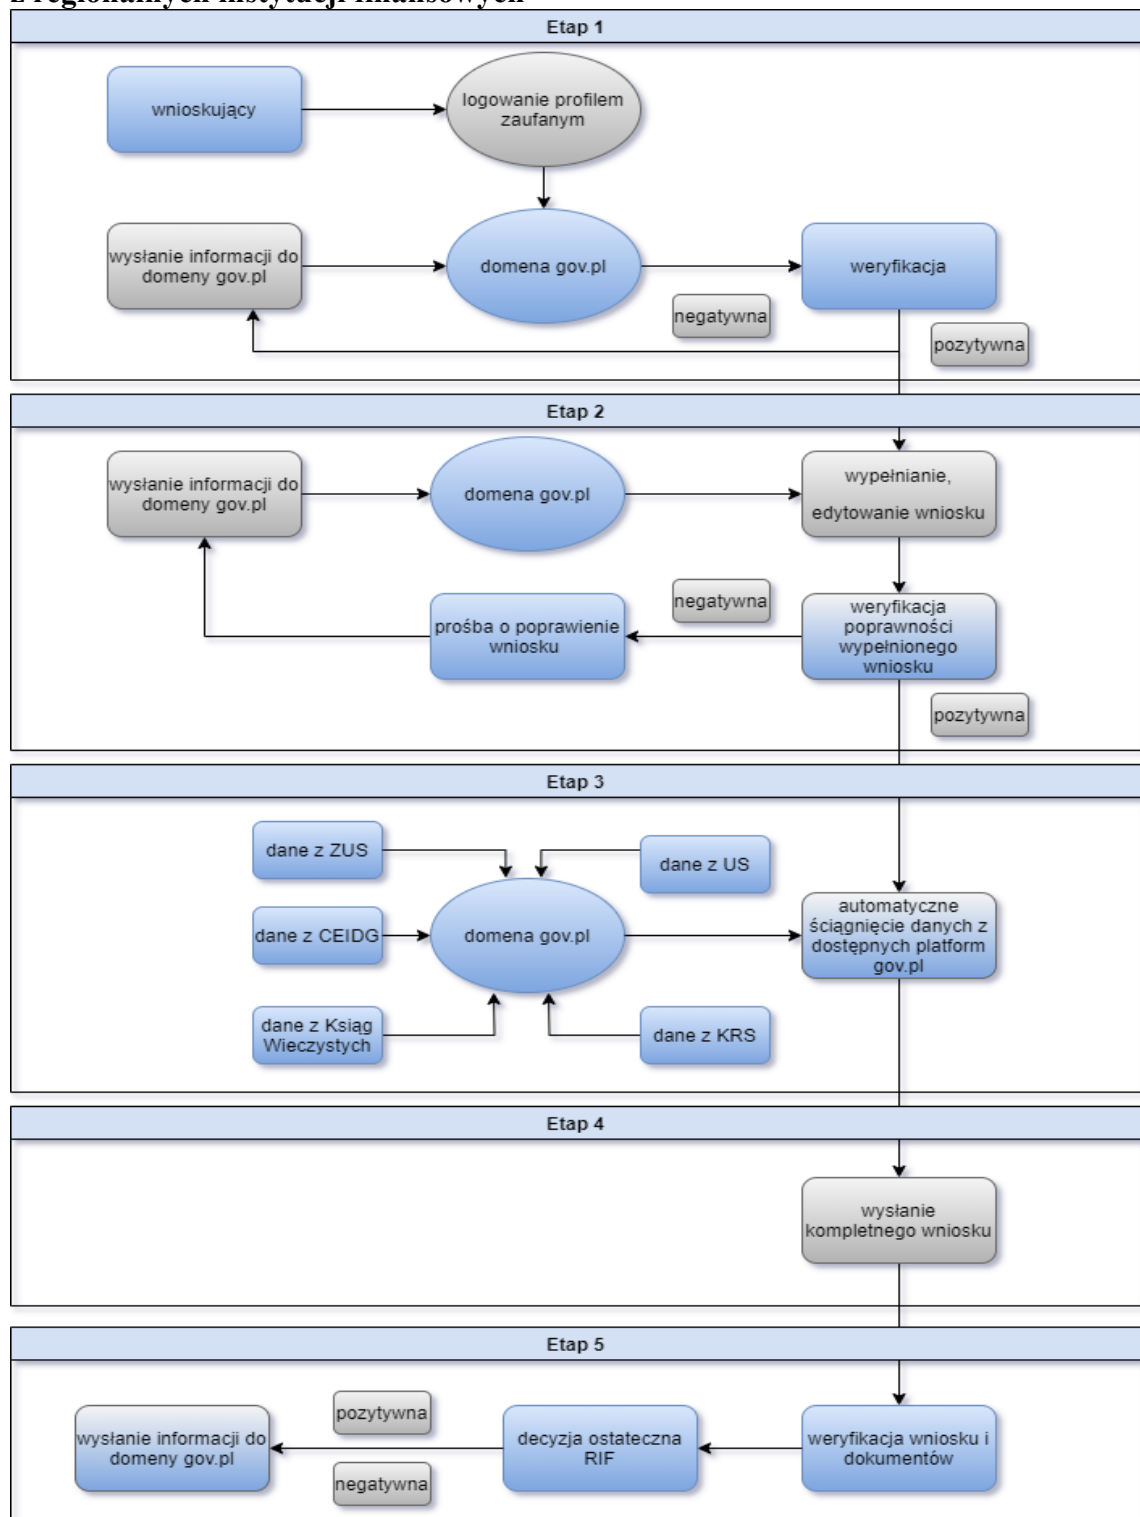 z regionalnych instytucji finansowych
Etap 1
wnioskujący
logowanie profilem
zaufanym
wysłanie informacji do
domeny gov.pl
domena gov.pl
weryfikacja
negatywna
pozytywna
Etap 2
wysłanie informacji do
domeny gov.pl
domena gov.pl
wypełnianie,
edytowanie wniosku
negatywna
prośba o poprawienie
wniosku
weryfikacja
poprawności
wypełnionego
wniosku
pozytywna
Etap 3
dane z ZUS
dane z US
dane z CEIDG
domena gov.pl
automatyczne
ściągnięcie danych z
dostępnych platform
gov.pl
dane z Ksiąg
Wieczystych
dane z KRS
Etap 4
wysłanie
kompletnego wniosku
Etap 5
pozytywna
wysłanie informacji do
domeny gov.pl
decyzja ostateczna
RIF
weryfikacja wniosku i
dokumentów
negatywna